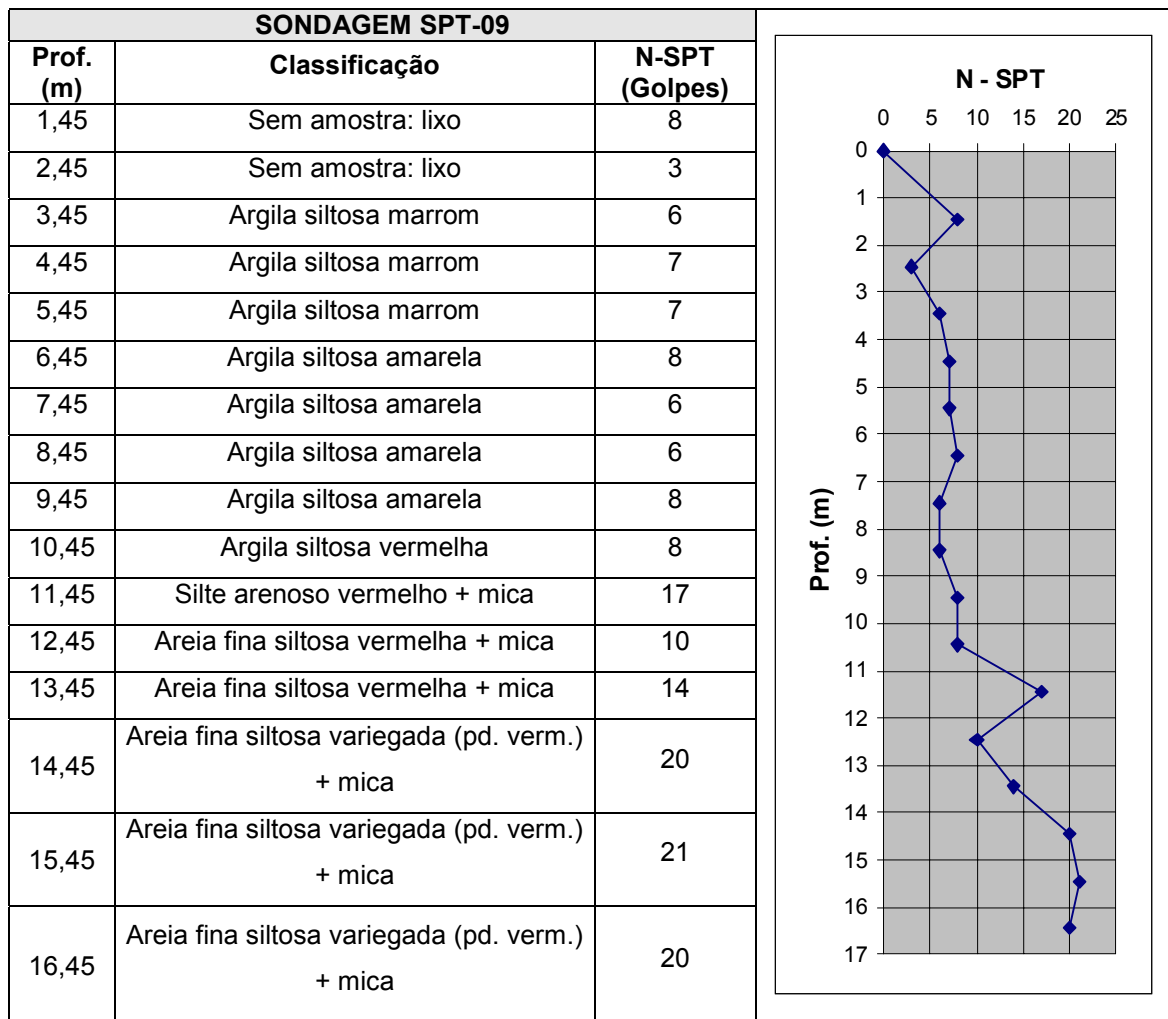 SONDAGEM SPT-09
Prof. (m) Classificação N-SPT (Golpes)
1,45 Sem amostra: lixo 8
2,45 Sem amostra: lixo 3
3,45 Argila siltosa marrom 6
4,45 Argila siltosa marrom 7
5,45 Argila siltosa marrom 7
6,45 Argila siltosa amarela 8
7,45 Argila siltosa amarela 6
8,45 Argila siltosa amarela 6
9,45 Argila siltosa amarela 8
10,45 Argila siltosa vermelha 8
11,45 Silte arenoso vermelho + mica 17
12,45 Areia fina siltosa vermelha + mica 10
13,45 Areia fina siltosa vermelha + mica 14
14,45 Areia fina siltosa variegada (pd. verm.) + mica 20
15,45 Areia fina siltosa variegada (pd. verm.) + mica 21
16,45 Areia fina siltosa variegada (pd. verm.) + mica 20
N - SPT
0 5 10 15 20 25
Prof. (m)
0
1
2
3
4
5
6
7
8
9
10
11
12
13
14
15
16
17